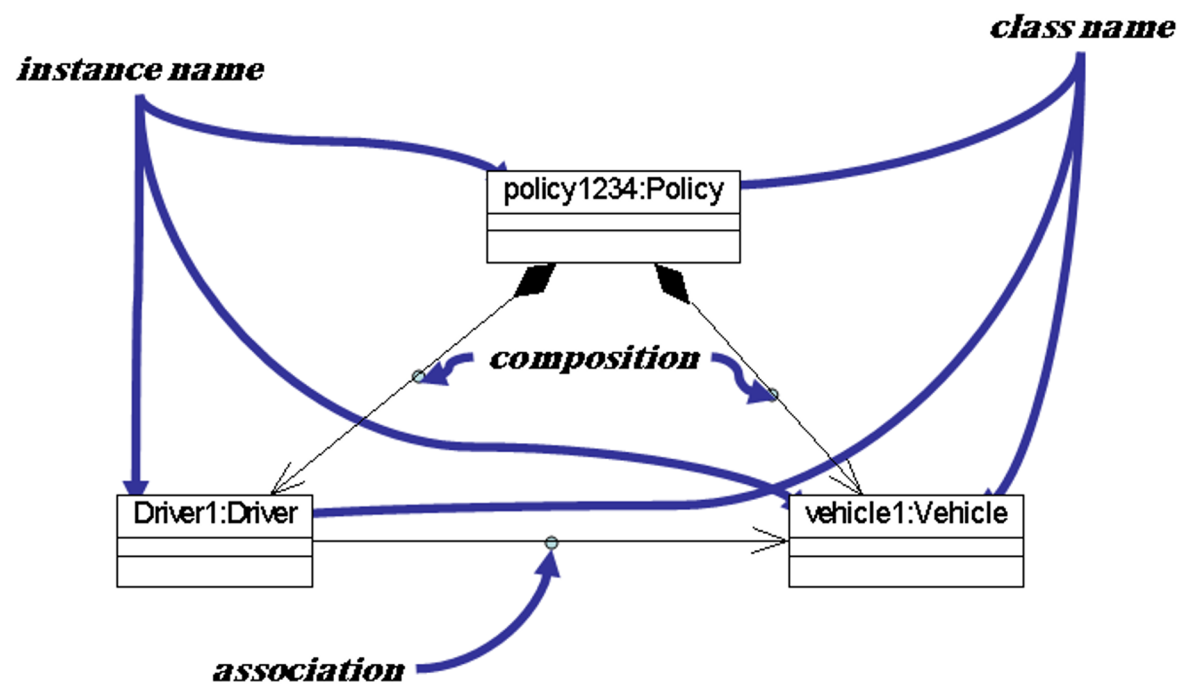 class name
instance name
policy1234:Policy
composition
Driver1:Driver
vehicle1:Vehicle
association